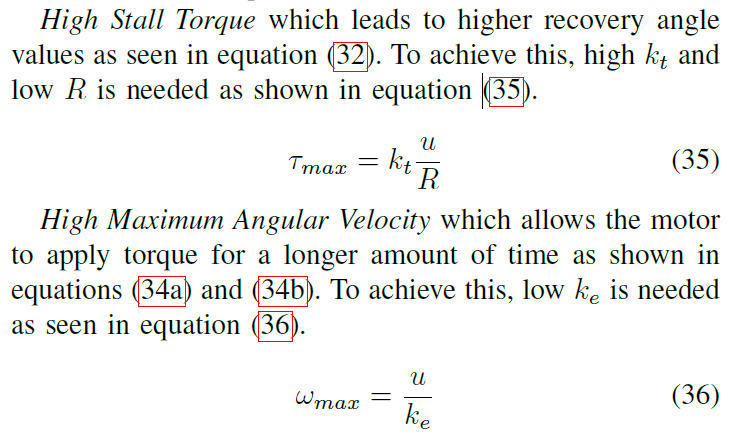 High Stall Torque which leads to higher recovery angle
values as seen in equation (32). To achieve this, high k_t and
low R is needed as shown in equation (35).
τ_max = k_t u/R (35)
High Maximum Angular Velocity which allows the motor
to apply torque for a longer amount of time as shown in
equations (34a) and (34b). To achieve this, low k_e is needed
as seen in equation (36).
ω_max = u/k_e (36)